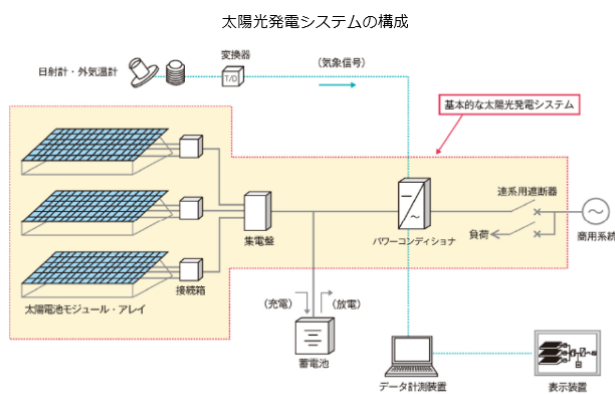 太陽光発電システムの構成
日射計・外気温計
変換器
T/D
(気象信号)
基本的な太陽光発電システム
連系用遮断器
負荷
商用系統
パワーコンディショナ
集電盤
接続箱
太陽電池モジュール・アレイ
(充電)
(放電)
蓄電池
データ計測装置
表示装置